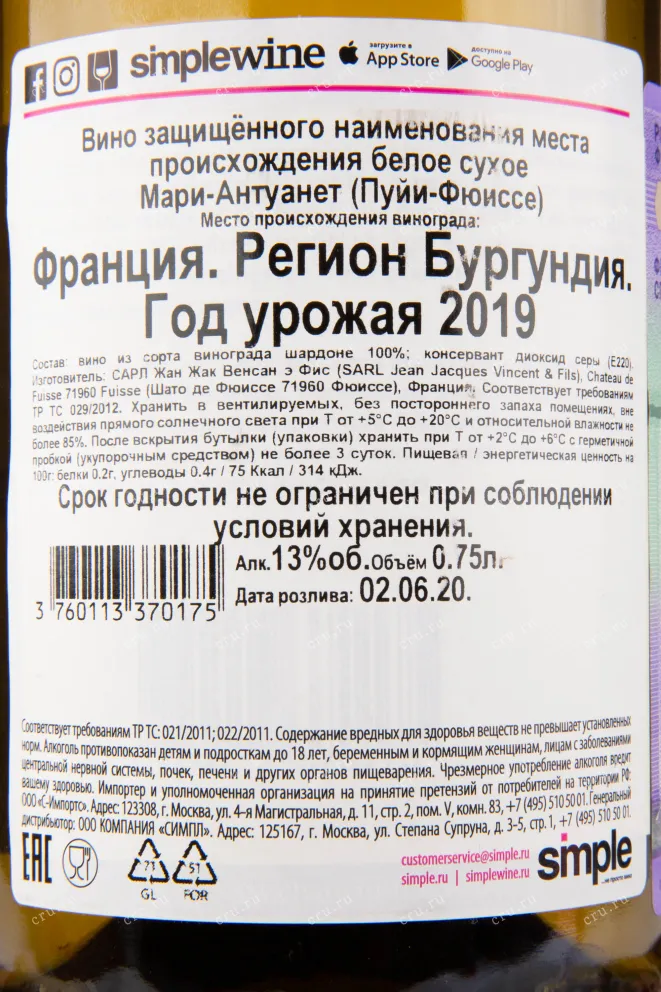 simplewine загрузите в App Store доступно на Google Play
Вино защищённого наименования места
происхождения белое сухое
Мари-Антуанет (Пуйи-Фюиссе)
Место происхождения винограда:
Франция. Регион Бургундия.
Год урожая 2019
Состав: вино из сорта винограда шардоне 100%; консервант диоксид серы (E220).
Изготовитель: САРЛ Жан Жак Венсан э Фис (SARL Jean Jacques Vincent & Fils), Chateau de
Fuisse 71960 Fuisse (Шато де Фюиссе 71960 Фюиссе), Франция. Соответствует требованиям
ТР ТС 029/2012. Хранить в вентилируемых, без постороннего запаха помещениях, вне
воздействия прямого солнечного света при Т от +5°С до +20°С и относительной влажности не
более 85%. После вскрытия бутылки (упаковки) хранить при Т от +2°С до +6°С с герметичной
пробкой (укупорочным средством) не более 3 суток. Пищевая / энергетическая ценность на
100г: белки 0.2г, углеводы 0.4г / 75 Ккал / 314 кДж.
Срок годности не ограничен при соблюдении
условий хранения.
Алк.13%об.Объём 0.75л.
Дата розлива: 02.06.20.
3 760113 370175
Соответствует требованиям ТР ТС: 021/2011; 022/2011. Содержание вредных для здоровья веществ не превышает установленных
норм. Алкоголь противопоказан детям и подросткам до 18 лет, беременным и кормящим женщинам, лицам с заболеваниями
центральной нервной системы, почек, печени и других органов пищеварения. Чрезмерное употребление алкоголя вредит
вашему здоровью. Импортер и уполномоченная организация на принятие претензий от потребителей на территории РФ:
ООО «С-Импортс». Адрес: 123308, г. Москва, ул. 4-я Магистральная, д. 11, стр. 2, пом. V, комн. 83, +7 (495) 510 50 01. Генеральный
дистрибьютор: ООО КОМПАНИЯ «СИМПЛ». Адрес: 125167, г. Москва, ул. Степана Супруна, д. 3-5, стр. 1, +7 (495) 510 50 01.
EAC
71
GL
51
FOR
customerservice@simple.ru
simple.ru | simplewine.ru
simple
...не просто вино
cru.ru